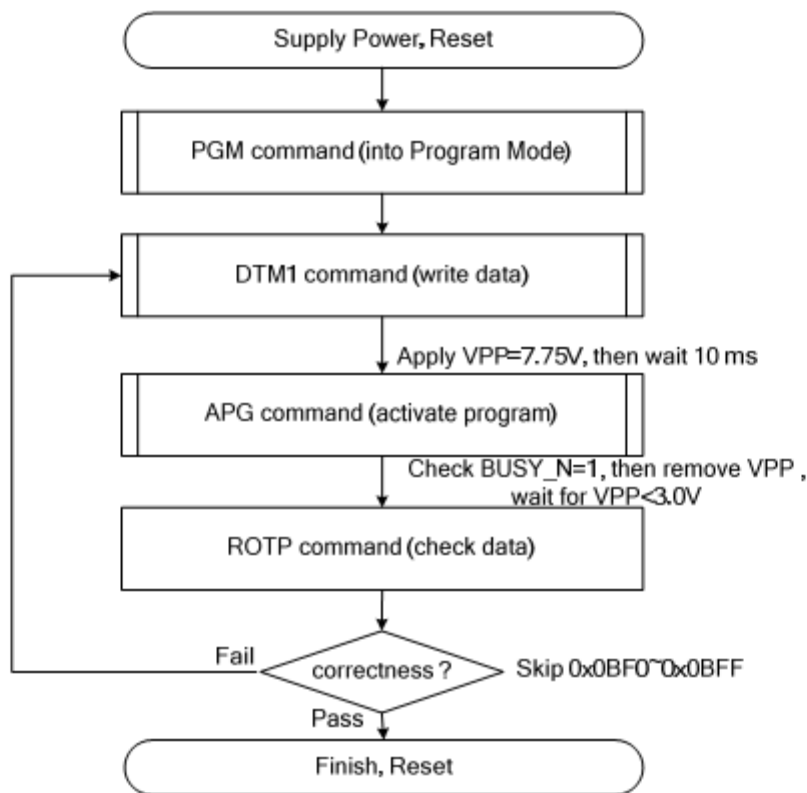 Supply Power, Reset
PGM command (into Program Mode)
DTM1 command (write data)
Apply VPP=7.75V, then wait 10 ms
APG command (activate program)
Check BUSY_N=1, then remove VPP ,
wait for VPP<3.0V
ROTP command (check data)
Fail
correctness ?
Skip 0x0BF0~0x0BFF
Pass
Finish, Reset